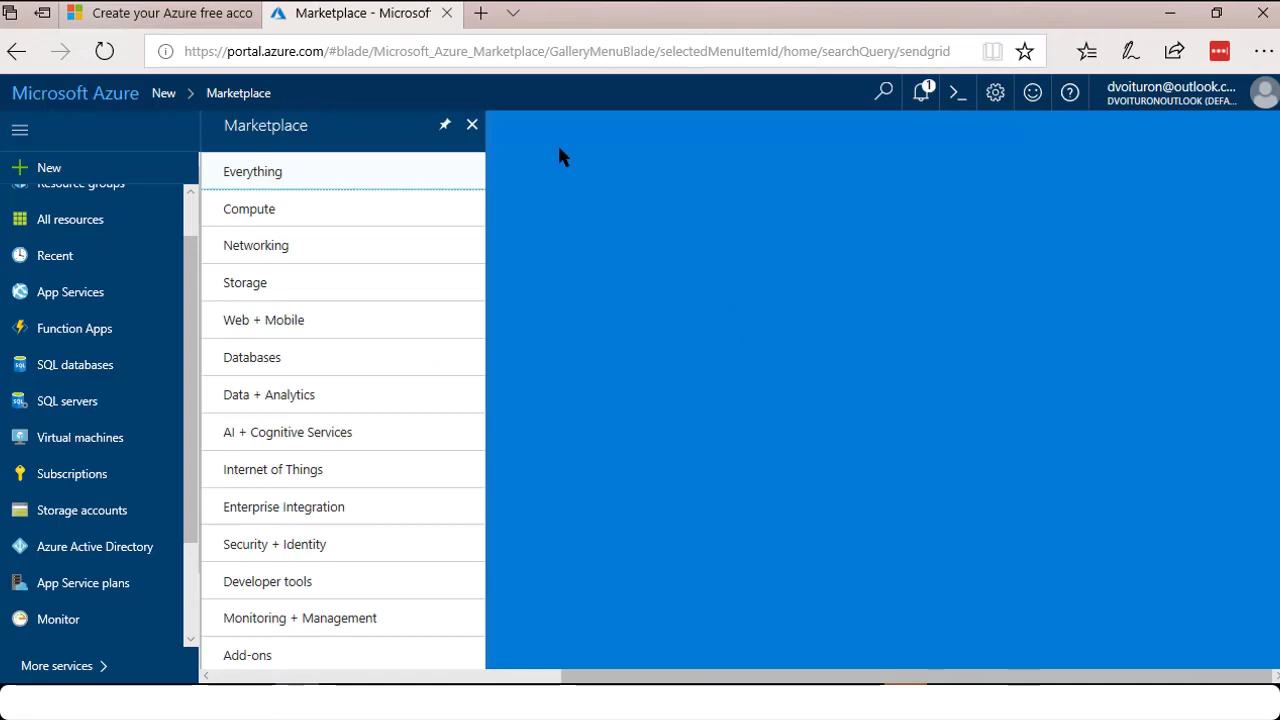 Create your Azure free acco
Marketplace - Microsof
https://portal.azure.com/#blade/Microsoft_Azure_Marketplace/GalleryMenuBlade/selectedMenuItemId/home/searchQuery/sendgrid
Microsoft Azure New Marketplace
1
dvoituron@outlook.c...
DVOITURONOUTLOOK (DEFA...
Marketplace
New
Resource groups
All resources
Recent
App Services
Function Apps
SQL databases
SQL servers
Virtual machines
Subscriptions
Storage accounts
Azure Active Directory
App Service plans
Monitor
More services
Everything
Compute
Networking
Storage
Web + Mobile
Databases
Data + Analytics
AI + Cognitive Services
Internet of Things
Enterprise Integration
Security + Identity
Developer tools
Monitoring + Management
Add-ons